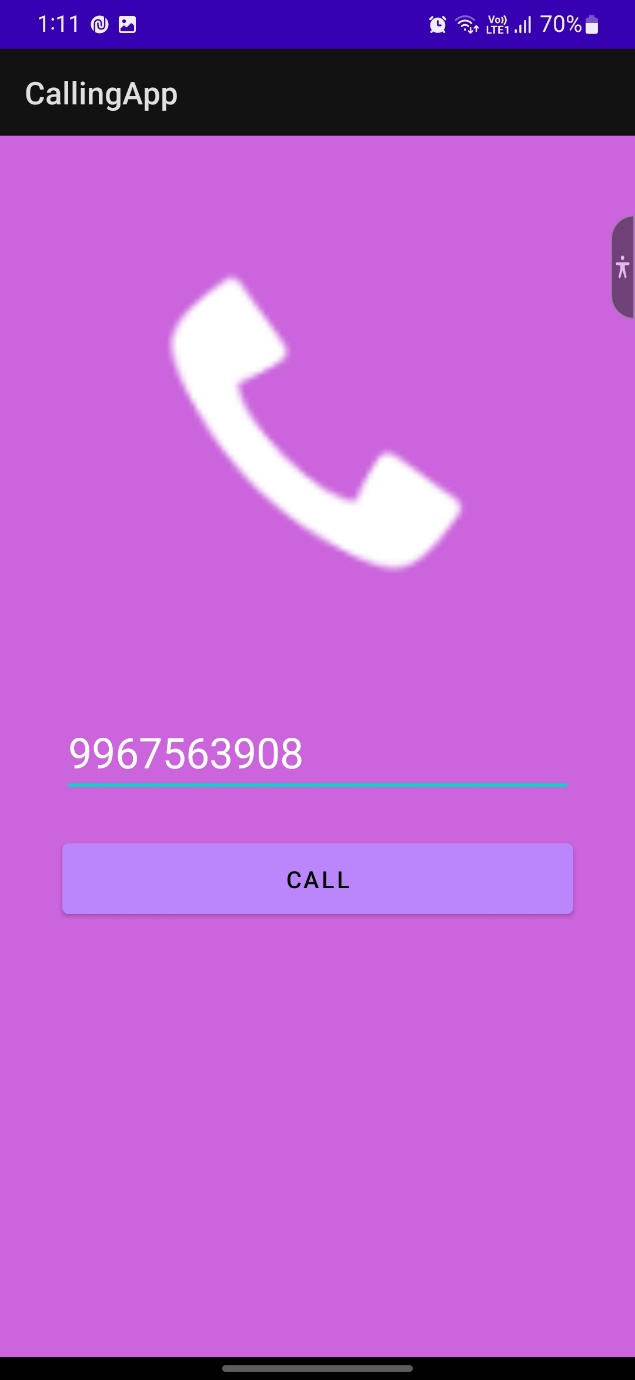 1:11
Vo)) LTE1 70%
CallingApp
9967563908
CALL